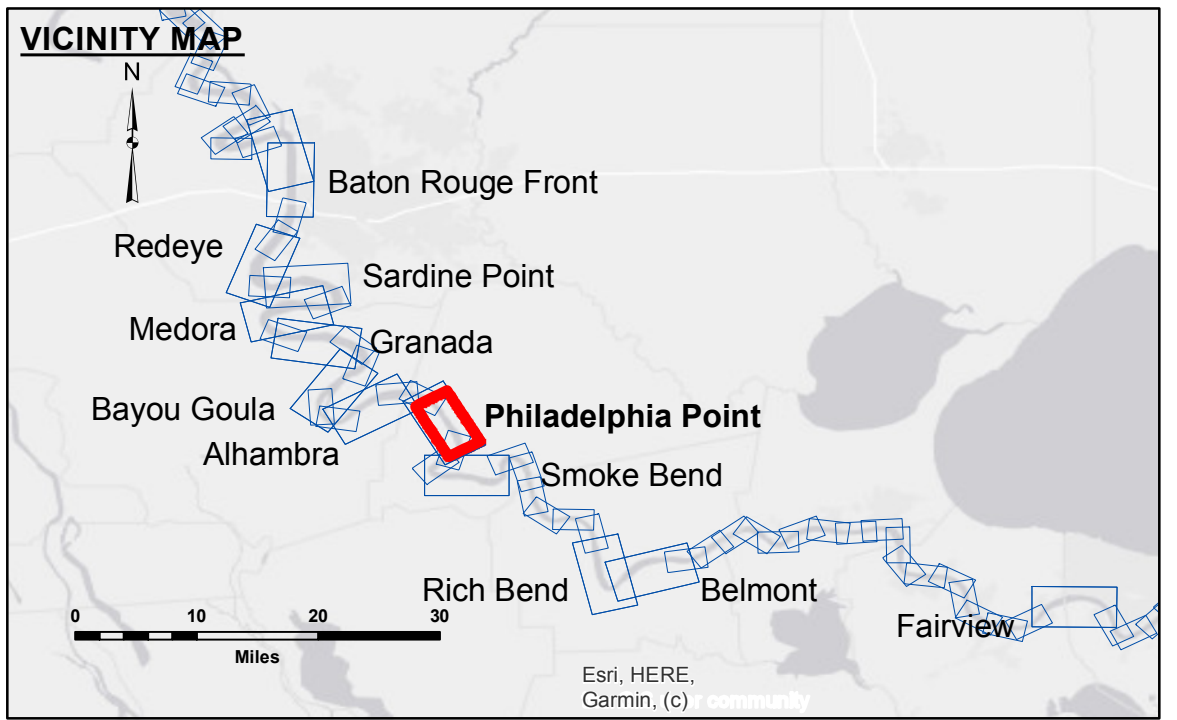 VICINITY MAP
N
Baton Rouge Front
Redeye
Sardine Point
Medora
Granada
Bayou Goula
Philadelphia Point
Alhambra
Smoke Bend
Rich Bend
Belmont
Fairview
0 10 20 30
Miles
Esri, HERE,
Garmin, (c)
r community